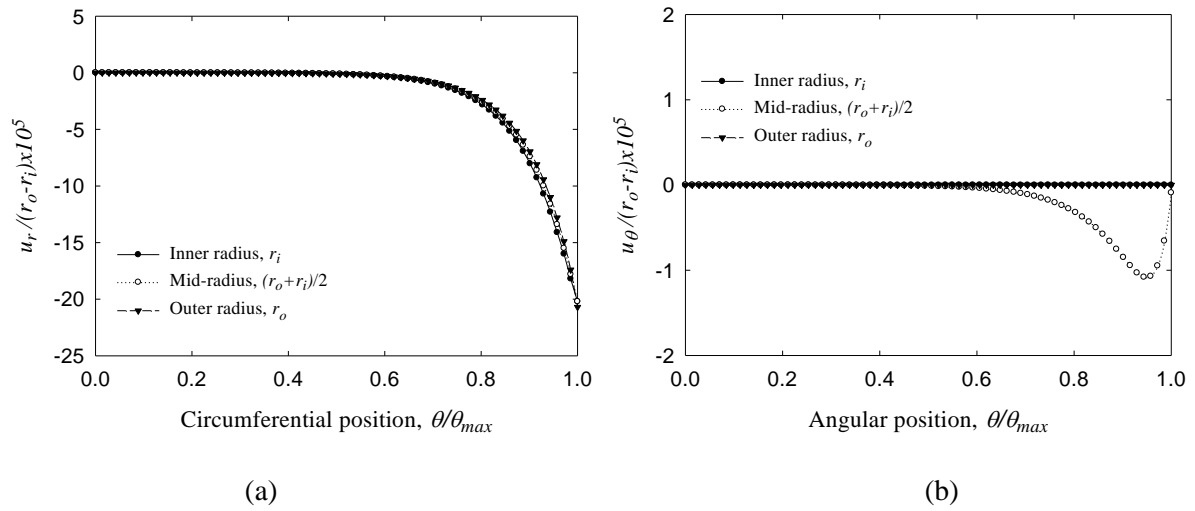 5
0
-5
-10
-15
-20
-25
u_r/(r_o-r_i)x10^5
Inner radius, r_i
Mid-radius, (r_o+r_i)/2
Outer radius, r_o
0.0 0.2 0.4 0.6 0.8 1.0
Circumferential position, θ/θ_max
(a)
2
1
0
-1
-2
u_θ/(r_o-r_i)x10^5
Inner radius, r_i
Mid-radius, (r_o+r_i)/2
Outer radius, r_o
0.0 0.2 0.4 0.6 0.8 1.0
Angular position, θ/θ_max
(b)